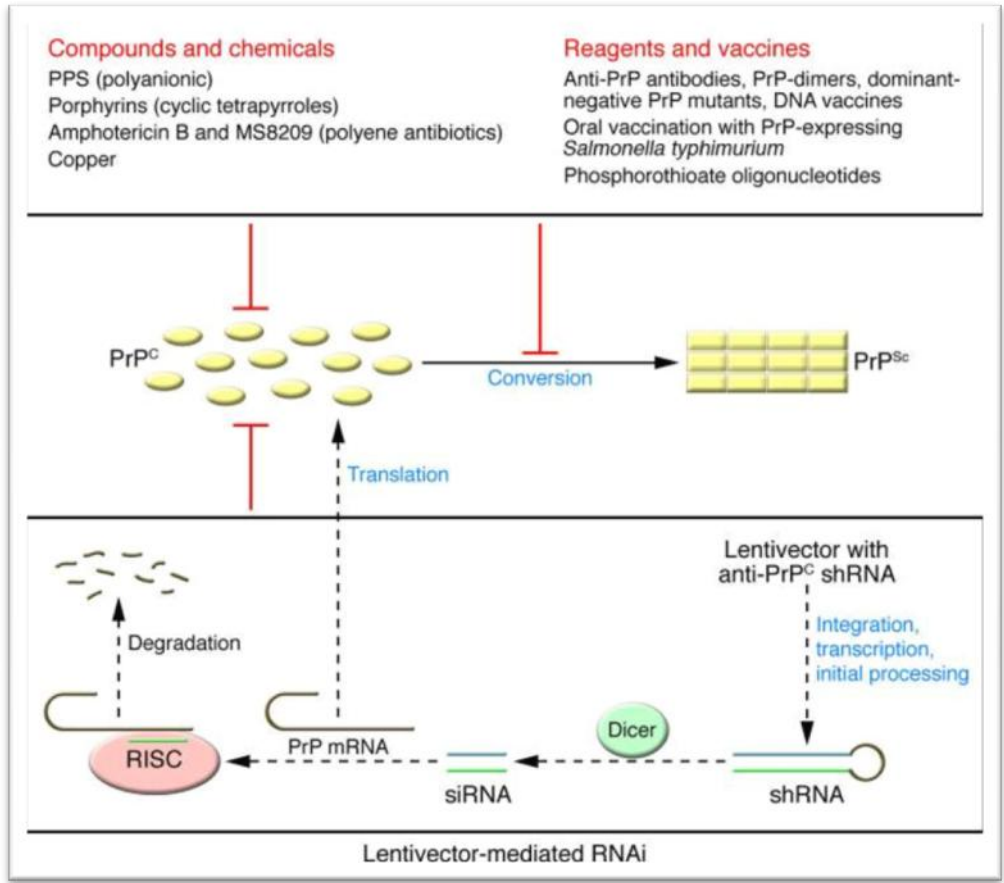 Compounds and chemicals
PPS (polyanionic)
Porphyrins (cyclic tetrapyrroles)
Amphotericin B and MS8209 (polyene antibiotics)
Copper
Reagents and vaccines
Anti-PrP antibodies, PrP-dimers, dominant-
negative PrP mutants, DNA vaccines
Oral vaccination with PrP-expressing
Salmonella typhimurium
Phosphorothioate oligonucleotides
PrPC
Conversion
PrPSc
Translation
Lentivector with
anti-PrPC shRNA
Degradation
Integration,
transcription,
initial processing
RISC
PrP mRNA
Dicer
siRNA
shRNA
Lentivector-mediated RNAi